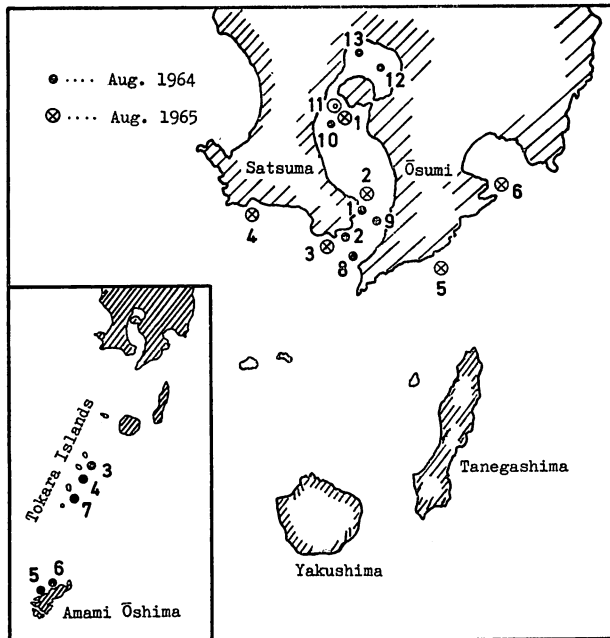 13
12
..... Aug. 1964
..... Aug. 1965
11
1
10
Satsuma
Ōsumi
2
6
1
9
4
2
3
8
5
Tokara Islands
3
4
7
Tanegashima
5
6
Amami Ōshima
Yakushima